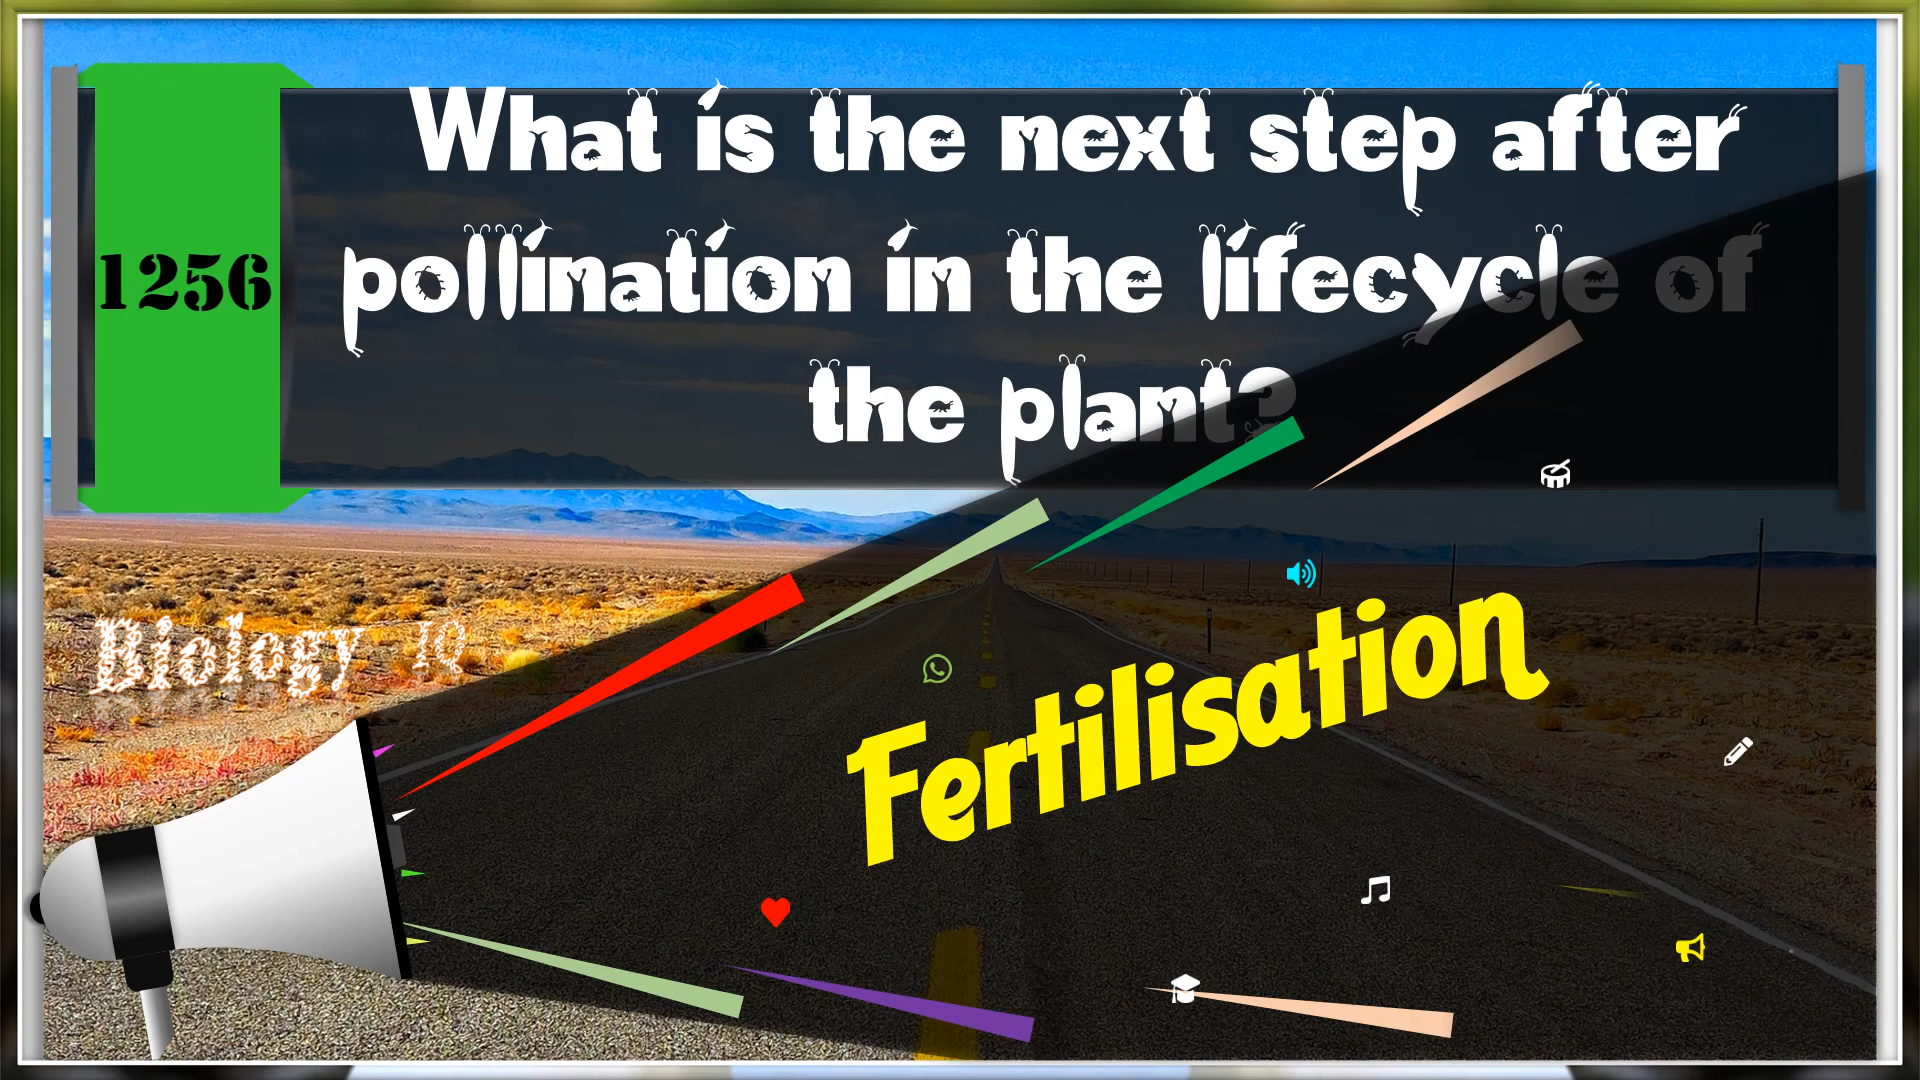 What is the next step after
pollination in the lifecycle of
the plant?
1256
Biology IQ
Fertilisation